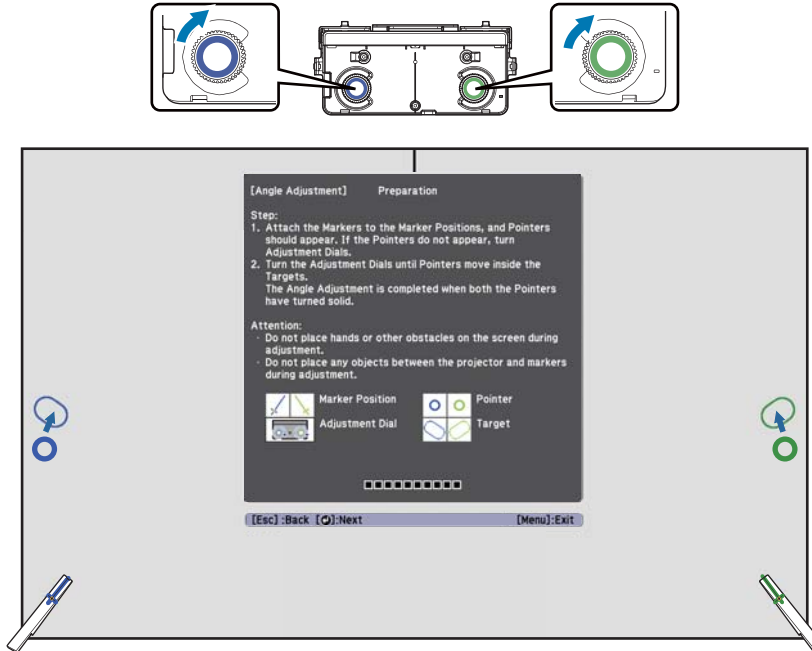 [Angle Adjustment] Preparation
Step:
1. Attach the Markers to the Marker Positions, and Pointers
should appear. If the Pointers do not appear, turn
Adjustment Dials.
2. Turn the Adjustment Dials until Pointers move inside the
Targets.
The Angle Adjustment is completed when both the Pointers
have turned solid.
Attention:
· Do not place hands or other obstacles on the screen during
adjustment.
· Do not place any objects between the projector and markers
during adjustment.
Marker Position Pointer
Adjustment Dial Target
[Esc] :Back [⏎]:Next [Menu]:Exit